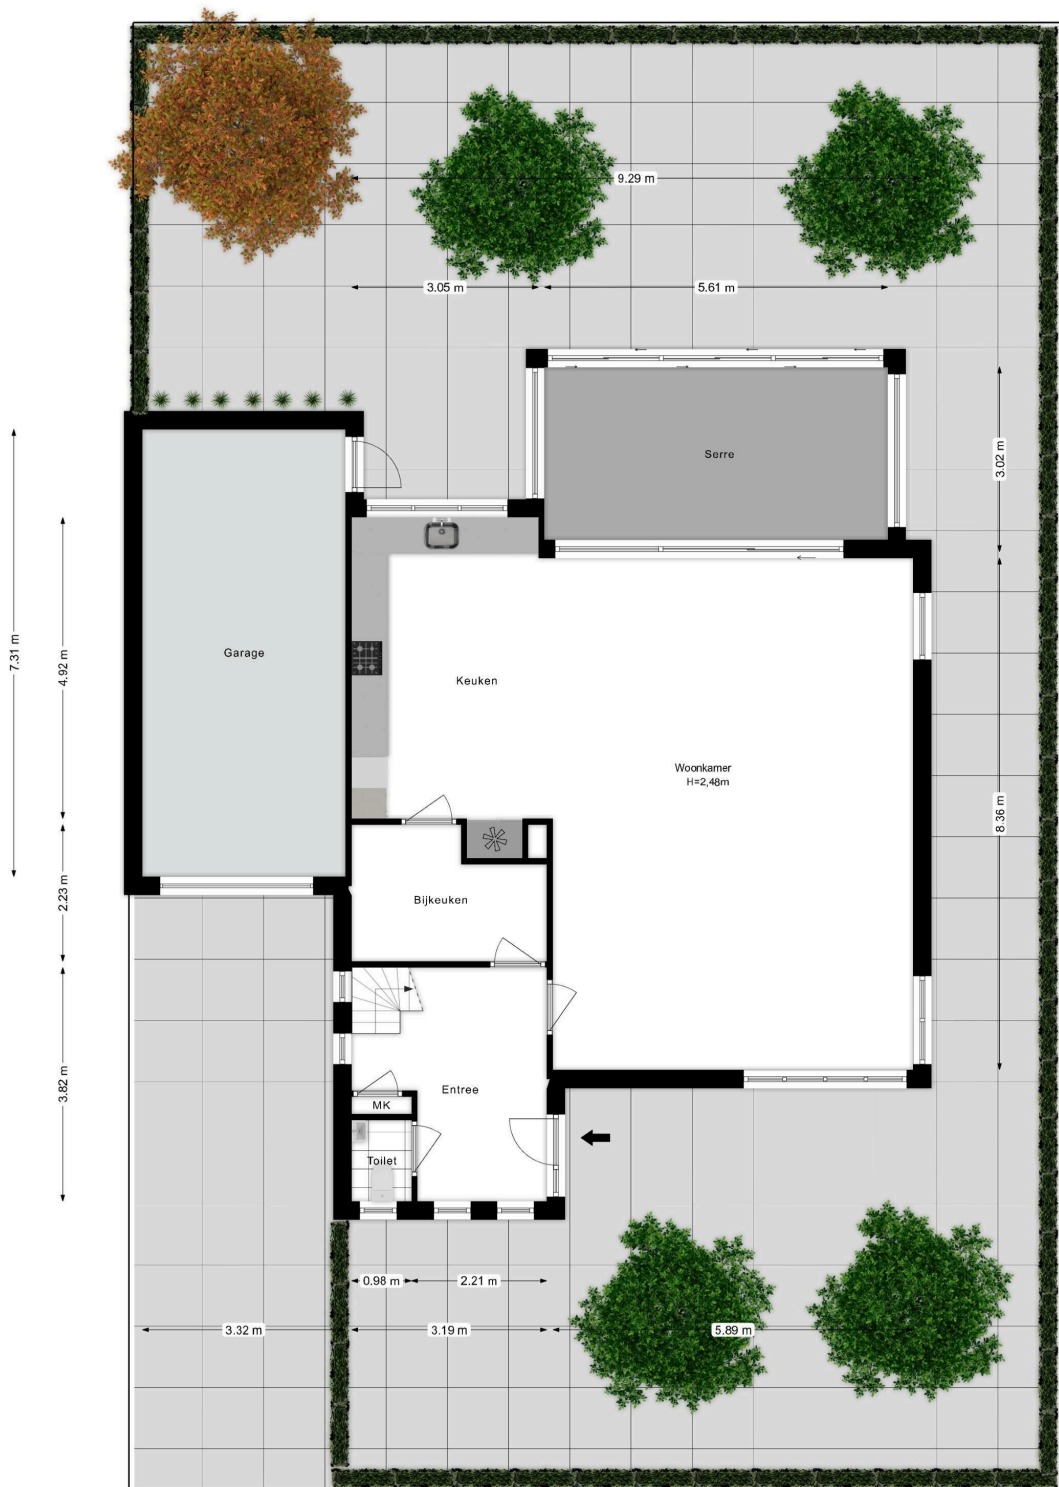 9.29 m
3.05 m
5.61 m
Serre
3.02 m
7.31 m
4.92 m
Garage
Keuken
Woonkamer
H=2,48m
8.36 m
2.23 m
Bijkeuken
3.82 m
Entree
MK
Toilet
0.98 m
2.21 m
3.32 m
3.19 m
5.89 m